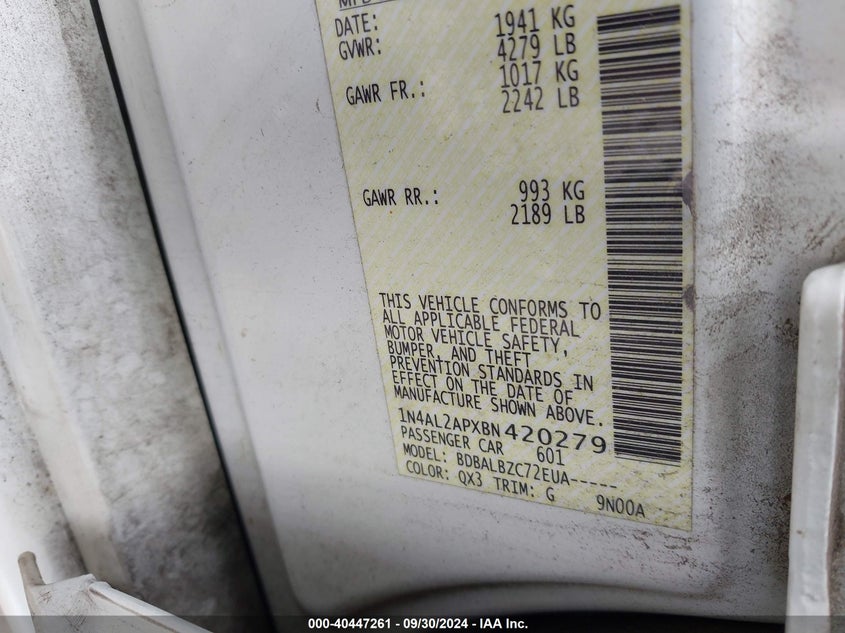 DATE:
GVWR: 1941 KG
4279 LB
GAWR FR.: 1017 KG
2242 LB
GAWR RR.: 993 KG
2189 LB
THIS VEHICLE CONFORMS TO
ALL APPLICABLE FEDERAL
MOTOR VEHICLE SAFETY,
BUMPER, AND THEFT
PREVENTION STANDARDS IN
EFFECT ON THE DATE OF
MANUFACTURE SHOWN ABOVE.
1N4AL2APXBN420279
PASSENGER CAR 601
MODEL: BDBALBZC72EUA-----
COLOR: QX3 TRIM: G 9N00A
000-40447261 - 09/30/2024 - IAA Inc.